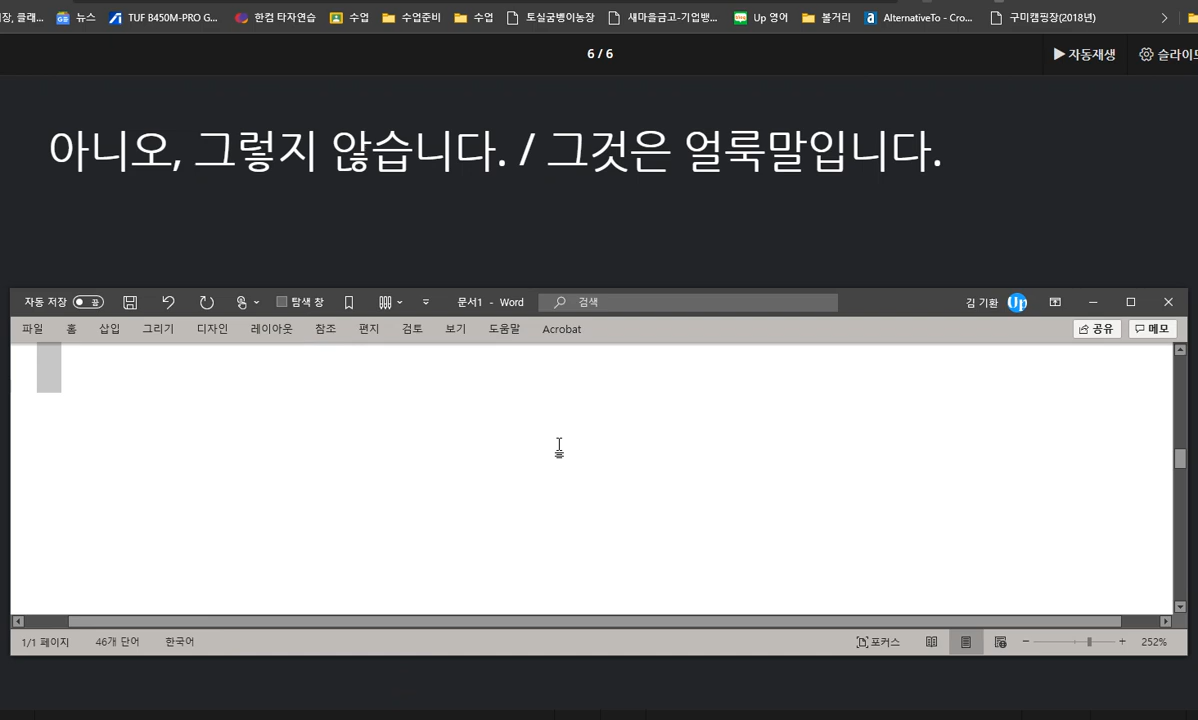 장, 클래... 뉴스 TUF B450M-PRO G... 한컴 타자연습 수업 수업준비 수업 토실굼벵이농장 새마을금고-기업뱅... Up 영어 볼거리 AlternativeTo - Cro... 구미캠핑장(2018년)
6 / 6 자동재생 슬라이드
아니오, 그렇지 않습니다. / 그것은 얼룩말입니다.
자동 저장 끔 탐색 창 문서1 - Word 검색 김 기환 Up
파일 홈 삽입 그리기 디자인 레이아웃 참조 편지 검토 보기 도움말 Acrobat 공유 메모
1/1 페이지 46개 단어 한국어 포커스 252%